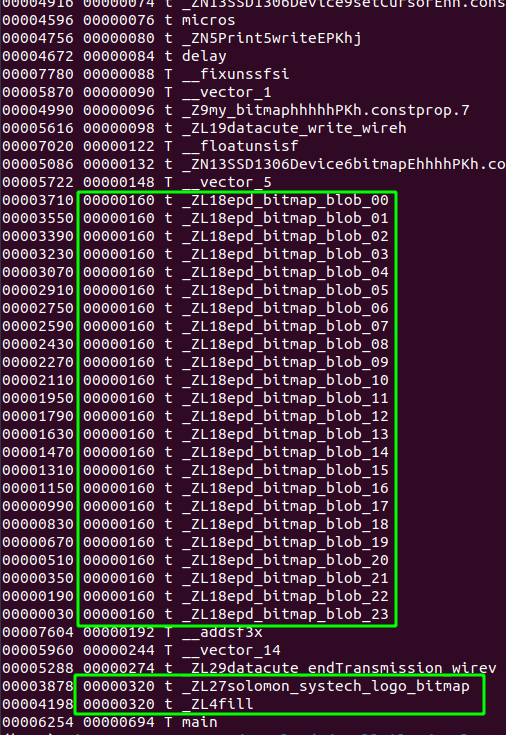 00004916 00000074 t _ZN13SSD1306Device9setCursorEhh.cons
00004596 00000076 t micros
00004756 00000080 t _ZN5Print5writeEPKhj
00004672 00000084 t delay
00007780 00000088 T __fixunssfsi
00005870 00000090 T __vector_1
00004990 00000096 t _Z9my_bitmaphhhhhPKh.constprop.7
00005616 00000098 t _ZL19datacute_write_wireh
00007020 00000122 T __floatunsisf
00005086 00000132 t _ZN13SSD1306Device6bitmapEhhhhPKh.co
00005722 00000148 T __vector_5
00003710 00000160 t _ZL18epd_bitmap_blob_00
00003550 00000160 t _ZL18epd_bitmap_blob_01
00003390 00000160 t _ZL18epd_bitmap_blob_02
00003230 00000160 t _ZL18epd_bitmap_blob_03
00003070 00000160 t _ZL18epd_bitmap_blob_04
00002910 00000160 t _ZL18epd_bitmap_blob_05
00002750 00000160 t _ZL18epd_bitmap_blob_06
00002590 00000160 t _ZL18epd_bitmap_blob_07
00002430 00000160 t _ZL18epd_bitmap_blob_08
00002270 00000160 t _ZL18epd_bitmap_blob_09
00002110 00000160 t _ZL18epd_bitmap_blob_10
00001950 00000160 t _ZL18epd_bitmap_blob_11
00001790 00000160 t _ZL18epd_bitmap_blob_12
00001630 00000160 t _ZL18epd_bitmap_blob_13
00001470 00000160 t _ZL18epd_bitmap_blob_14
00001310 00000160 t _ZL18epd_bitmap_blob_15
00001150 00000160 t _ZL18epd_bitmap_blob_16
00000990 00000160 t _ZL18epd_bitmap_blob_17
00000830 00000160 t _ZL18epd_bitmap_blob_18
00000670 00000160 t _ZL18epd_bitmap_blob_19
00000510 00000160 t _ZL18epd_bitmap_blob_20
00000350 00000160 t _ZL18epd_bitmap_blob_21
00000190 00000160 t _ZL18epd_bitmap_blob_22
00000030 00000160 t _ZL18epd_bitmap_blob_23
00007604 00000192 T __addsf3x
00005960 00000244 T __vector_14
00005288 00000274 t _ZL29datacute_endTransmission_wirev
00003878 00000320 t _ZL27solomon_systech_logo_bitmap
00004198 00000320 t _ZL4fill
00006254 00000694 T main